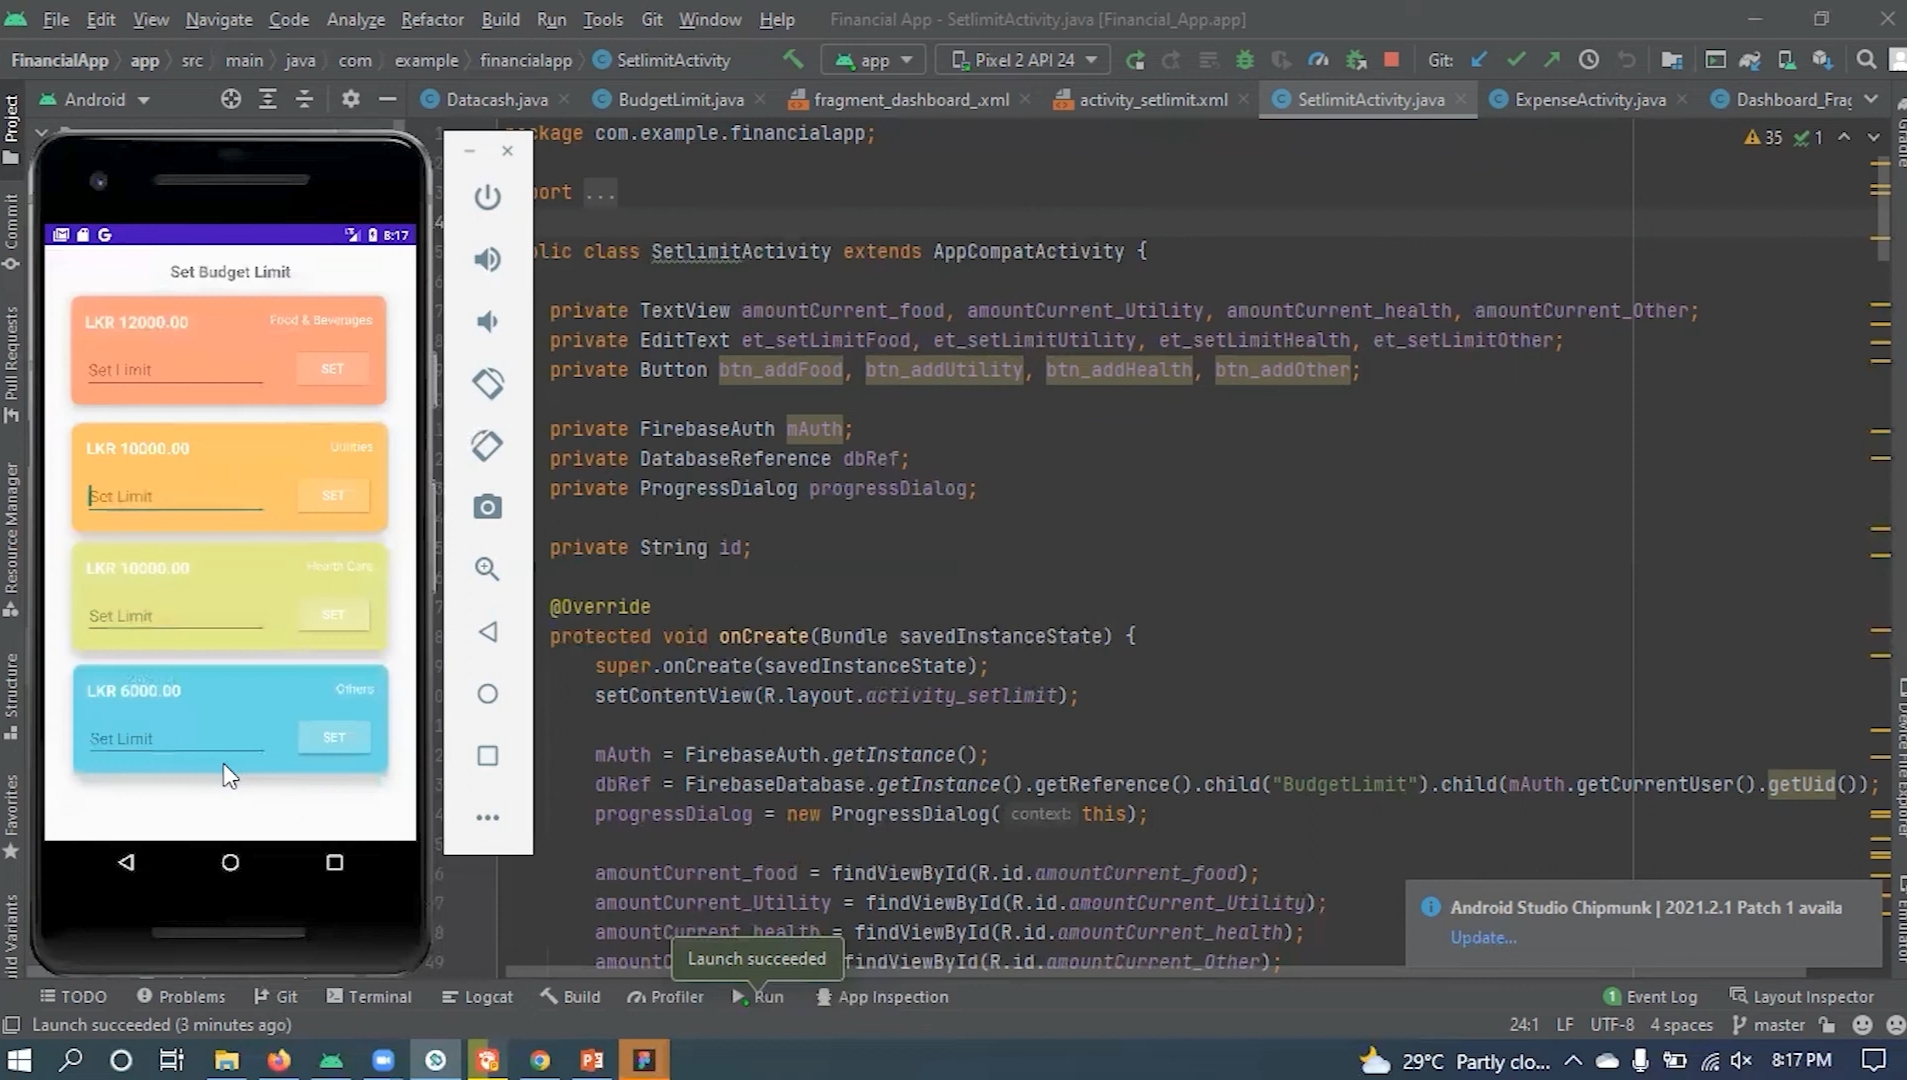 File Edit View Navigate Code Analyze Refactor Build Run Tools Git Window Help Financial App - SetlimitActivity.java [Financial_App.app]
FinancialApp app src main java com example financialapp SetlimitActivity app Pixel 2 API 24 Git:
Android Datacash.java BudgetLimit.java fragment_dashboard_.xml activity_setlimit.xml SetlimitActivity.java ExpenseActivity.java Dashboard_Frag
Project
Commit
Pull Requests
Resource Manager
Structure
Favorites
Build Variants
8:17
Set Budget Limit
LKR 12000.00 Food & Beverages
Set Limit SET
LKR 10000.00 Utilities
Set Limit SET
LKR 10000.00 Health Care
Set Limit SET
LKR 6000.00 Others
Set Limit SET
35 1
ckage com.example.financialapp;
port ...
blic class SetlimitActivity extends AppCompatActivity {
private TextView amountCurrent_food, amountCurrent_Utility, amountCurrent_health, amountCurrent_Other;
private EditText et_setLimitFood, et_setLimitUtility, et_setLimitHealth, et_setLimitOther;
private Button btn_addFood, btn_addUtility, btn_addHealth, btn_addOther;
private FirebaseAuth mAuth;
private DatabaseReference dbRef;
private ProgressDialog progressDialog;
private String id;
@Override
protected void onCreate(Bundle savedInstanceState) {
super.onCreate(savedInstanceState);
setContentView(R.layout.activity_setlimit);
mAuth = FirebaseAuth.getInstance();
dbRef = FirebaseDatabase.getInstance().getReference().child("BudgetLimit").child(mAuth.getCurrentUser().getUid());
progressDialog = new ProgressDialog( context: this);
amountCurrent_food = findViewById(R.id.amountCurrent_food);
amountCurrent_Utility = findViewById(R.id.amountCurrent_Utility);
amountCurrent_health = findViewById(R.id.amountCurrent_health);
49 amountC findViewById(R.id.amountCurrent_Other);
Launch succeeded
Gradle
Device File Explorer
Emulator
Android Studio Chipmunk | 2021.2.1 Patch 1 availa
Update...
TODO Problems Git Terminal Logcat Build Profiler Run App Inspection 1 Event Log Layout Inspector
Launch succeeded (3 minutes ago) 24:1 LF UTF-8 4 spaces master
29°C Partly clo... 8:17 PM